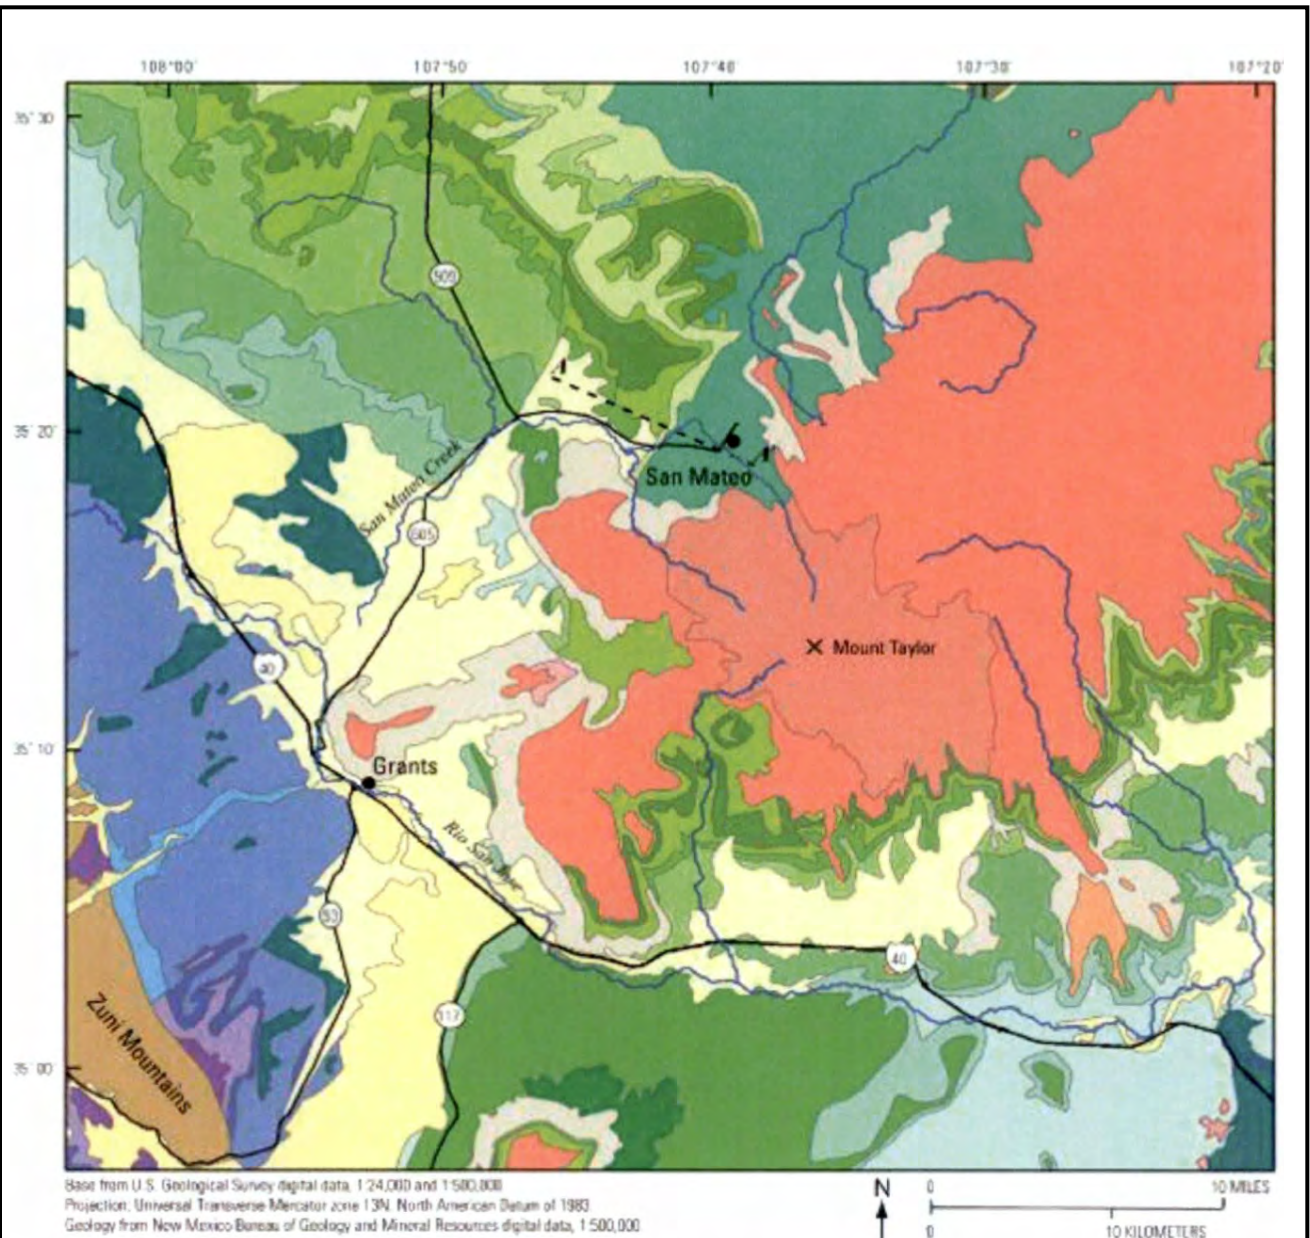 108°00' 107°50' 107°40' 107°30' 107°20'
35°30'
509
35°20'
San Mateo
San Mateo Creek
605
Mount Taylor
40
35°10'
Grants
Rio San Jose
53
40
Zuni Mountains
117
35°00'
Base from U.S. Geological Survey digital data, 1:24,000 and 1:500,000
Projection: Universal Transverse Mercator zone 13N. North American Datum of 1983
Geology from New Mexico Bureau of Geology and Mineral Resources digital data, 1:500,000
N
0 10 MILES
0 10 KILOMETERS